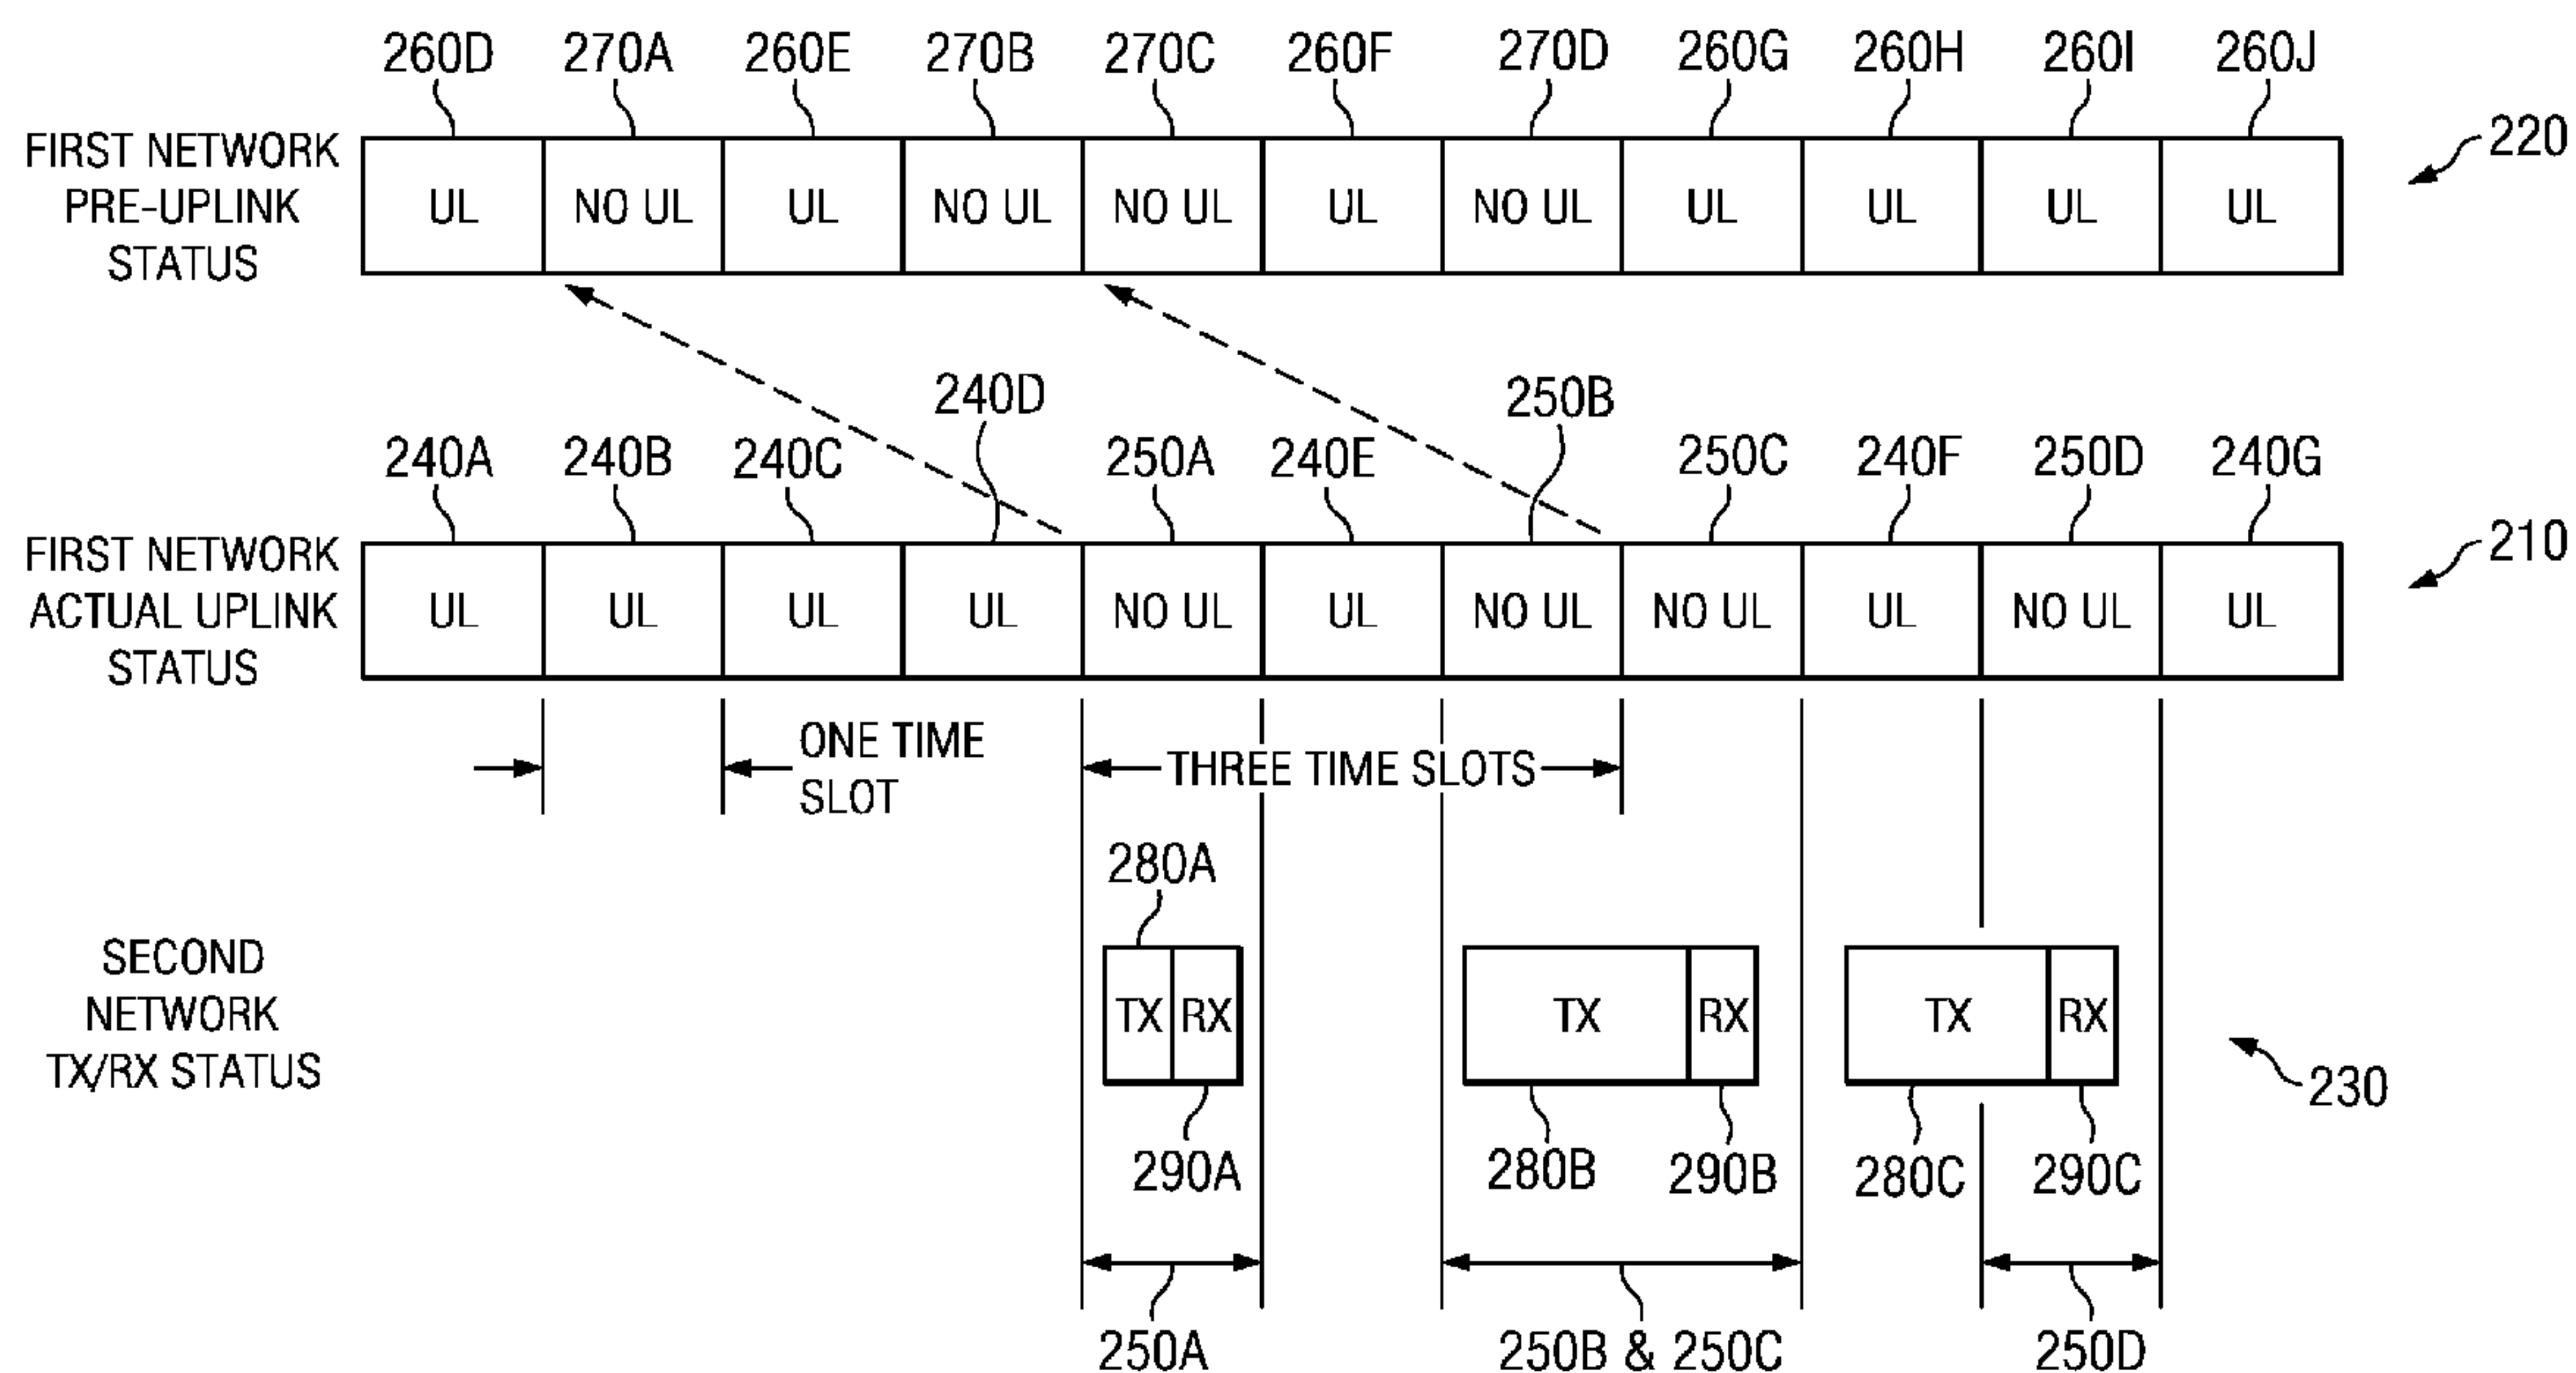 260D 270A 260E 270B 270C 260F 270D 260G 260H 260I 260J
220
FIRST NETWORK
PRE-UPLINK
STATUS
UL NO UL UL NO UL NO UL UL NO UL UL UL UL UL
240D 250B
240A 240B 240C 250A 240E 250C 240F 250D 240G
210
FIRST NETWORK
ACTUAL UPLINK
STATUS
UL UL UL UL NO UL UL NO UL NO UL UL NO UL UL
ONE TIME
SLOT
THREE TIME SLOTS
280A
SECOND
NETWORK
TX/RX STATUS
TX RX TX RX TX RX
230
290A 280B 290B 280C 290C
250A 250B & 250C 250D